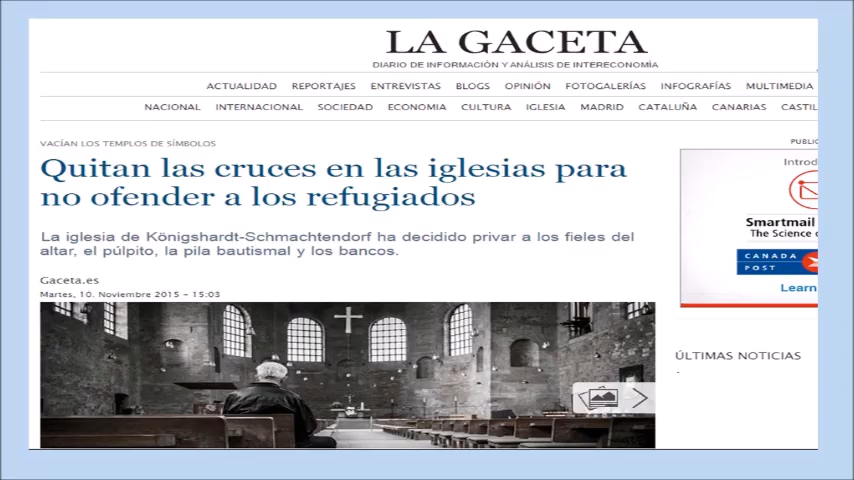 LA GACETA
DIARIO DE INFORMACIÓN Y ANÁLISIS DE INTERECONOMÍA
ACTUALIDAD REPORTAJES ENTREVISTAS BLOGS OPINIÓN FOTOGALERÍAS INFOGRAFÍAS MULTIMEDIA
NACIONAL INTERNACIONAL SOCIEDAD ECONOMIA CULTURA IGLESIA MADRID CATALUÑA CANARIAS CASTIL
VACÍAN LOS TEMPLOS DE SÍMBOLOS
Quitan las cruces en las iglesias para
no ofender a los refugiados
La iglesia de Königshardt-Schmachtendorf ha decidido privar a los fieles del
altar, el púlpito, la pila bautismal y los bancos.
Gaceta.es
Martes, 10. Noviembre 2015 - 15:03
PUBLIC
Introd
Smartmail
The Science o
CANADA
POST
Learn
ÚLTIMAS NOTICIAS